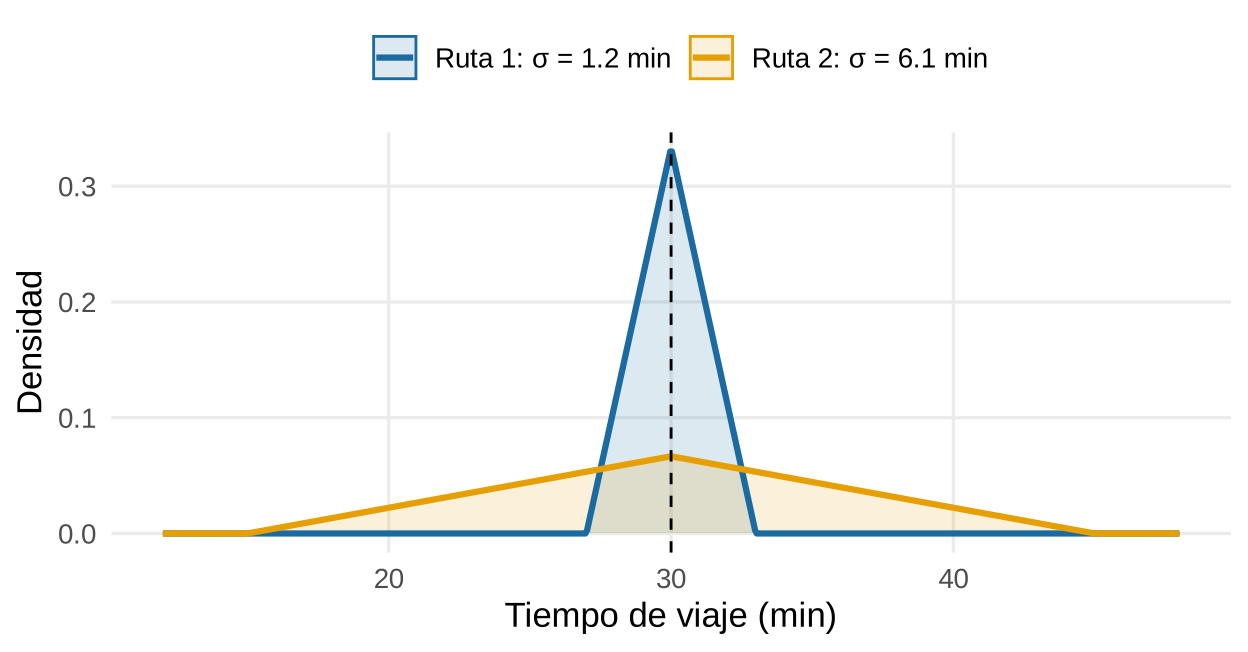 Ruta 1: σ = 1.2 min Ruta 2: σ = 6.1 min
Densidad
0.3
0.2
0.1
0.0
20 30 40
Tiempo de viaje (min)